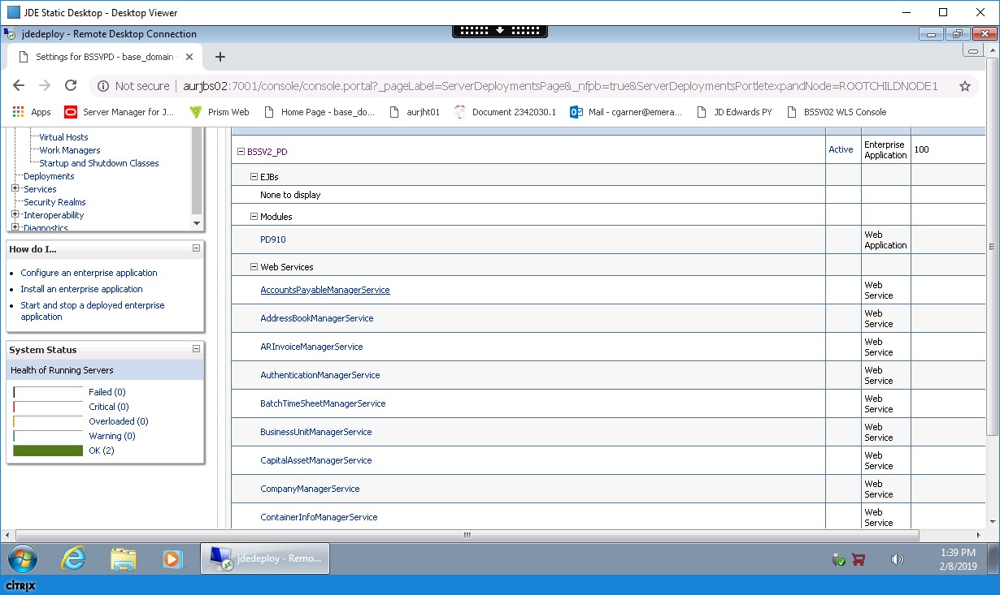 JDE Static Desktop - Desktop Viewer
jdedeploy - Remote Desktop Connection
Settings for BSSVPD - base_domain -
Not secure | aurjbs02:7001/console/console.portal?_pageLabel=ServerDeploymentsPage&_nfpb=true&ServerDeploymentsPortletexpandNode=ROOTCHILDNODE1
Apps Server Manager for J... Prism Web Home Page - base_do... aurjht01 Document 2342030.1 Mail - cgarner@emera... JD Edwards PY BSSV02 WLS Console
Virtual Hosts
Work Managers
Startup and Shutdown Classes
Deployments
Services
Security Realms
Interoperability
Diagnostics
How do I...
Configure an enterprise application
Install an enterprise application
Start and stop a deployed enterprise
application
System Status
Health of Running Servers
Failed (0)
Critical (0)
Overloaded (0)
Warning (0)
OK (2)
BSSV2_PD Active Enterprise Application 100
EJBs
None to display
Modules
PD910 Web Application
Web Services
AccountsPayableManagerService Web Service
AddressBookManagerService Web Service
ARInvoiceManagerService Web Service
AuthenticationManagerService Web Service
BatchTimeSheetManagerService Web Service
BusinessUnitManagerService Web Service
CapitalAssetManagerService Web Service
CompanyManagerService Web Service
ContainerInfoManagerService Web Service
jdedeploy - Remo...
1:39 PM
2/8/2019
CITRIX